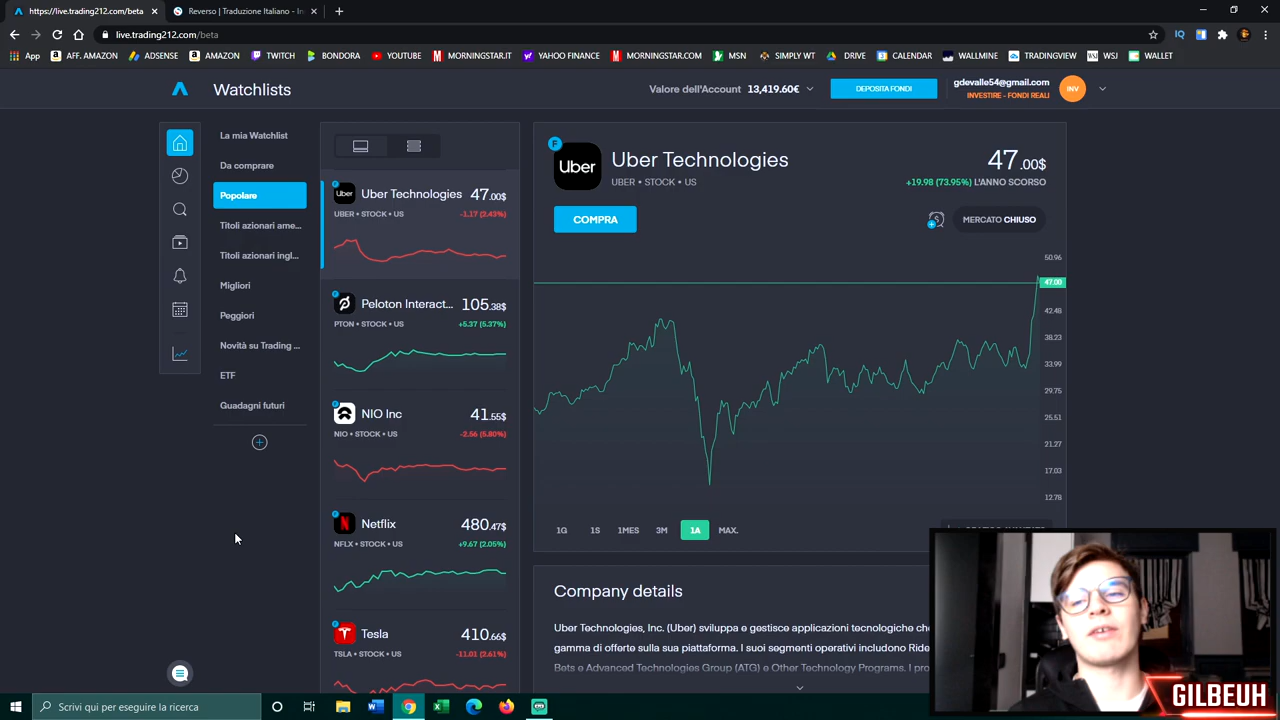 https://live.trading212.com/beta
Reverso | Traduzione Italiano - In
live.trading212.com/beta
App
AFF. AMAZON
ADSENSE
AMAZON
TWITCH
BONDORA
YOUTUBE
MORNINGSTAR.IT
YAHOO FINANCE
MORNINGSTAR.COM
MSN
SIMPLY WT
DRIVE
CALENDAR
WALLMINE
TRADINGVIEW
WSJ
WALLET
Watchlists
Valore dell'Account 13,419.60€
DEPOSITA FONDI
gdevalle54@gmail.com
INVESTIRE - FONDI REALI
INV
La mia Watchlist
Da comprare
Popolare
Titoli azionari ame...
Titoli azionari ingl...
Migliori
Peggiori
Novità su Trading ...
ETF
Guadagni futuri
Uber Technologies 47.00$
UBER • STOCK • US -1.17 (2.43%)
Peloton Interact... 105.38$
PTON • STOCK • US +5.37 (5.37%)
NIO Inc 41.55$
NIO • STOCK • US -2.56 (5.80%)
Netflix 480.47$
NFLX • STOCK • US +9.67 (2.05%)
Tesla 410.66$
TSLA • STOCK • US -11.01 (2.61%)
Uber
Uber Technologies
UBER • STOCK • US
47.00$
+19.98 (73.95%) L'ANNO SCORSO
COMPRA
MERCATO CHIUSO
50.96
47.00
42.48
38.23
33.99
29.75
25.51
21.27
17.03
12.78
1G
1S
1MES
3M
1A
MAX.
Company details
Uber Technologies, Inc. (Uber) sviluppa e gestisce applicazioni tecnologiche che
gamma di offerte sulla sua piattaforma. I suoi segmenti operativi includono Ride
Bets e Advanced Technologies Group (ATG) e Other Technology Programs. I pro
GILBEUH
Scrivi qui per eseguire la ricerca